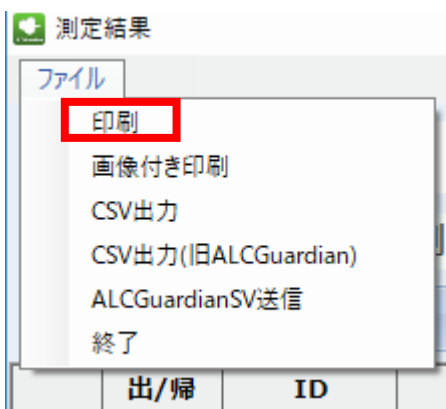 測定結果
ファイル
印刷
画像付き印刷
CSV出力
CSV出力(旧ALCGuardian)
ALCGuardianSV送信
終了
出/帰 ID